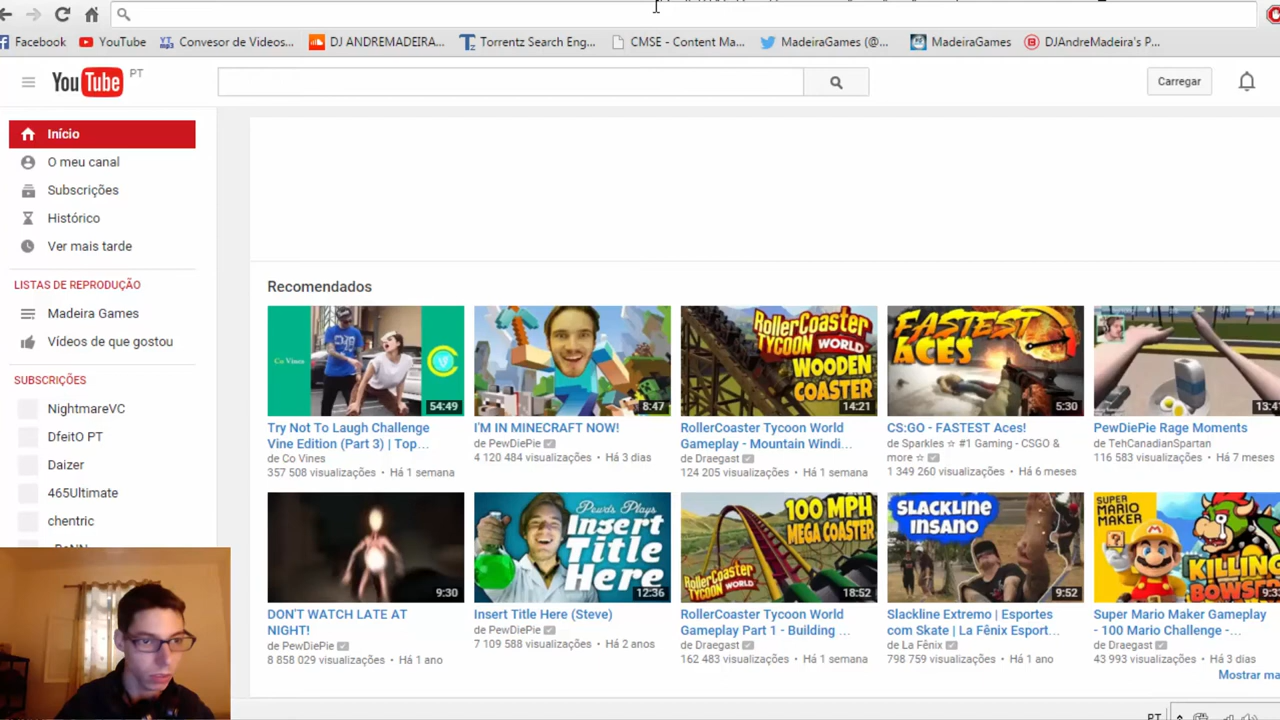 Facebook
YouTube
Convesor de Videos...
DJ ANDREMADEIRA...
Torrentz Search Eng...
CMSE - Content Ma...
MadeiraGames (@...
MadeiraGames
DJAndreMadeira's P...
YouTube PT
Carregar
Início
O meu canal
Subscrições
Histórico
Ver mais tarde
LISTAS DE REPRODUÇÃO
Madeira Games
Vídeos de que gostou
SUBSCRIÇÕES
NightmareVC
DfeitO PT
Daizer
465Ultimate
chentric
Recomendados
Co Vines
54:49
Try Not To Laugh Challenge
Vine Edition (Part 3) | Top...
de Co Vines
357 508 visualizações • Há 1 semana
8:47
I'M IN MINECRAFT NOW!
de PewDiePie
4 120 484 visualizações • Há 3 dias
ROLLERCOASTER
TYCOON WORLD
WOODEN
COASTER
14:21
RollerCoaster Tycoon World
Gameplay - Mountain Windi...
de Draegast
124 205 visualizações • Há 1 semana
FASTEST
ACES
5:30
CS:GO - FASTEST Aces!
de Sparkles ☆ #1 Gaming - CSGO &
more ☆
1 349 260 visualizações • Há 6 meses
13:41
PewDiePie Rage Moments
de TehCanadianSpartan
116 583 visualizações • Há 7 meses
9:30
DON'T WATCH LATE AT
NIGHT!
de PewDiePie
8 858 029 visualizações • Há 1 ano
Pewds Plays
Insert
Title
Here
12:36
Insert Title Here (Steve)
de PewDiePie
7 109 588 visualizações • Há 2 anos
100 MPH
MEGA COASTER
ROLLERCOASTER
TYCOON WORLD
18:52
RollerCoaster Tycoon World
Gameplay Part 1 - Building ...
de Draegast
162 483 visualizações • Há 1 semana
SLACKLINE
INSANO
9:52
Slackline Extremo | Esportes
com Skate | La Fênix Esport...
de La Fênix
798 759 visualizações • Há 1 ano
SUPER
MARIO
MAKER
KILLING
BOWSE
9:33
Super Mario Maker Gameplay
- 100 Mario Challenge -...
de Draegast
43 993 visualizações • Há 3 dias
Mostrar ma
PT